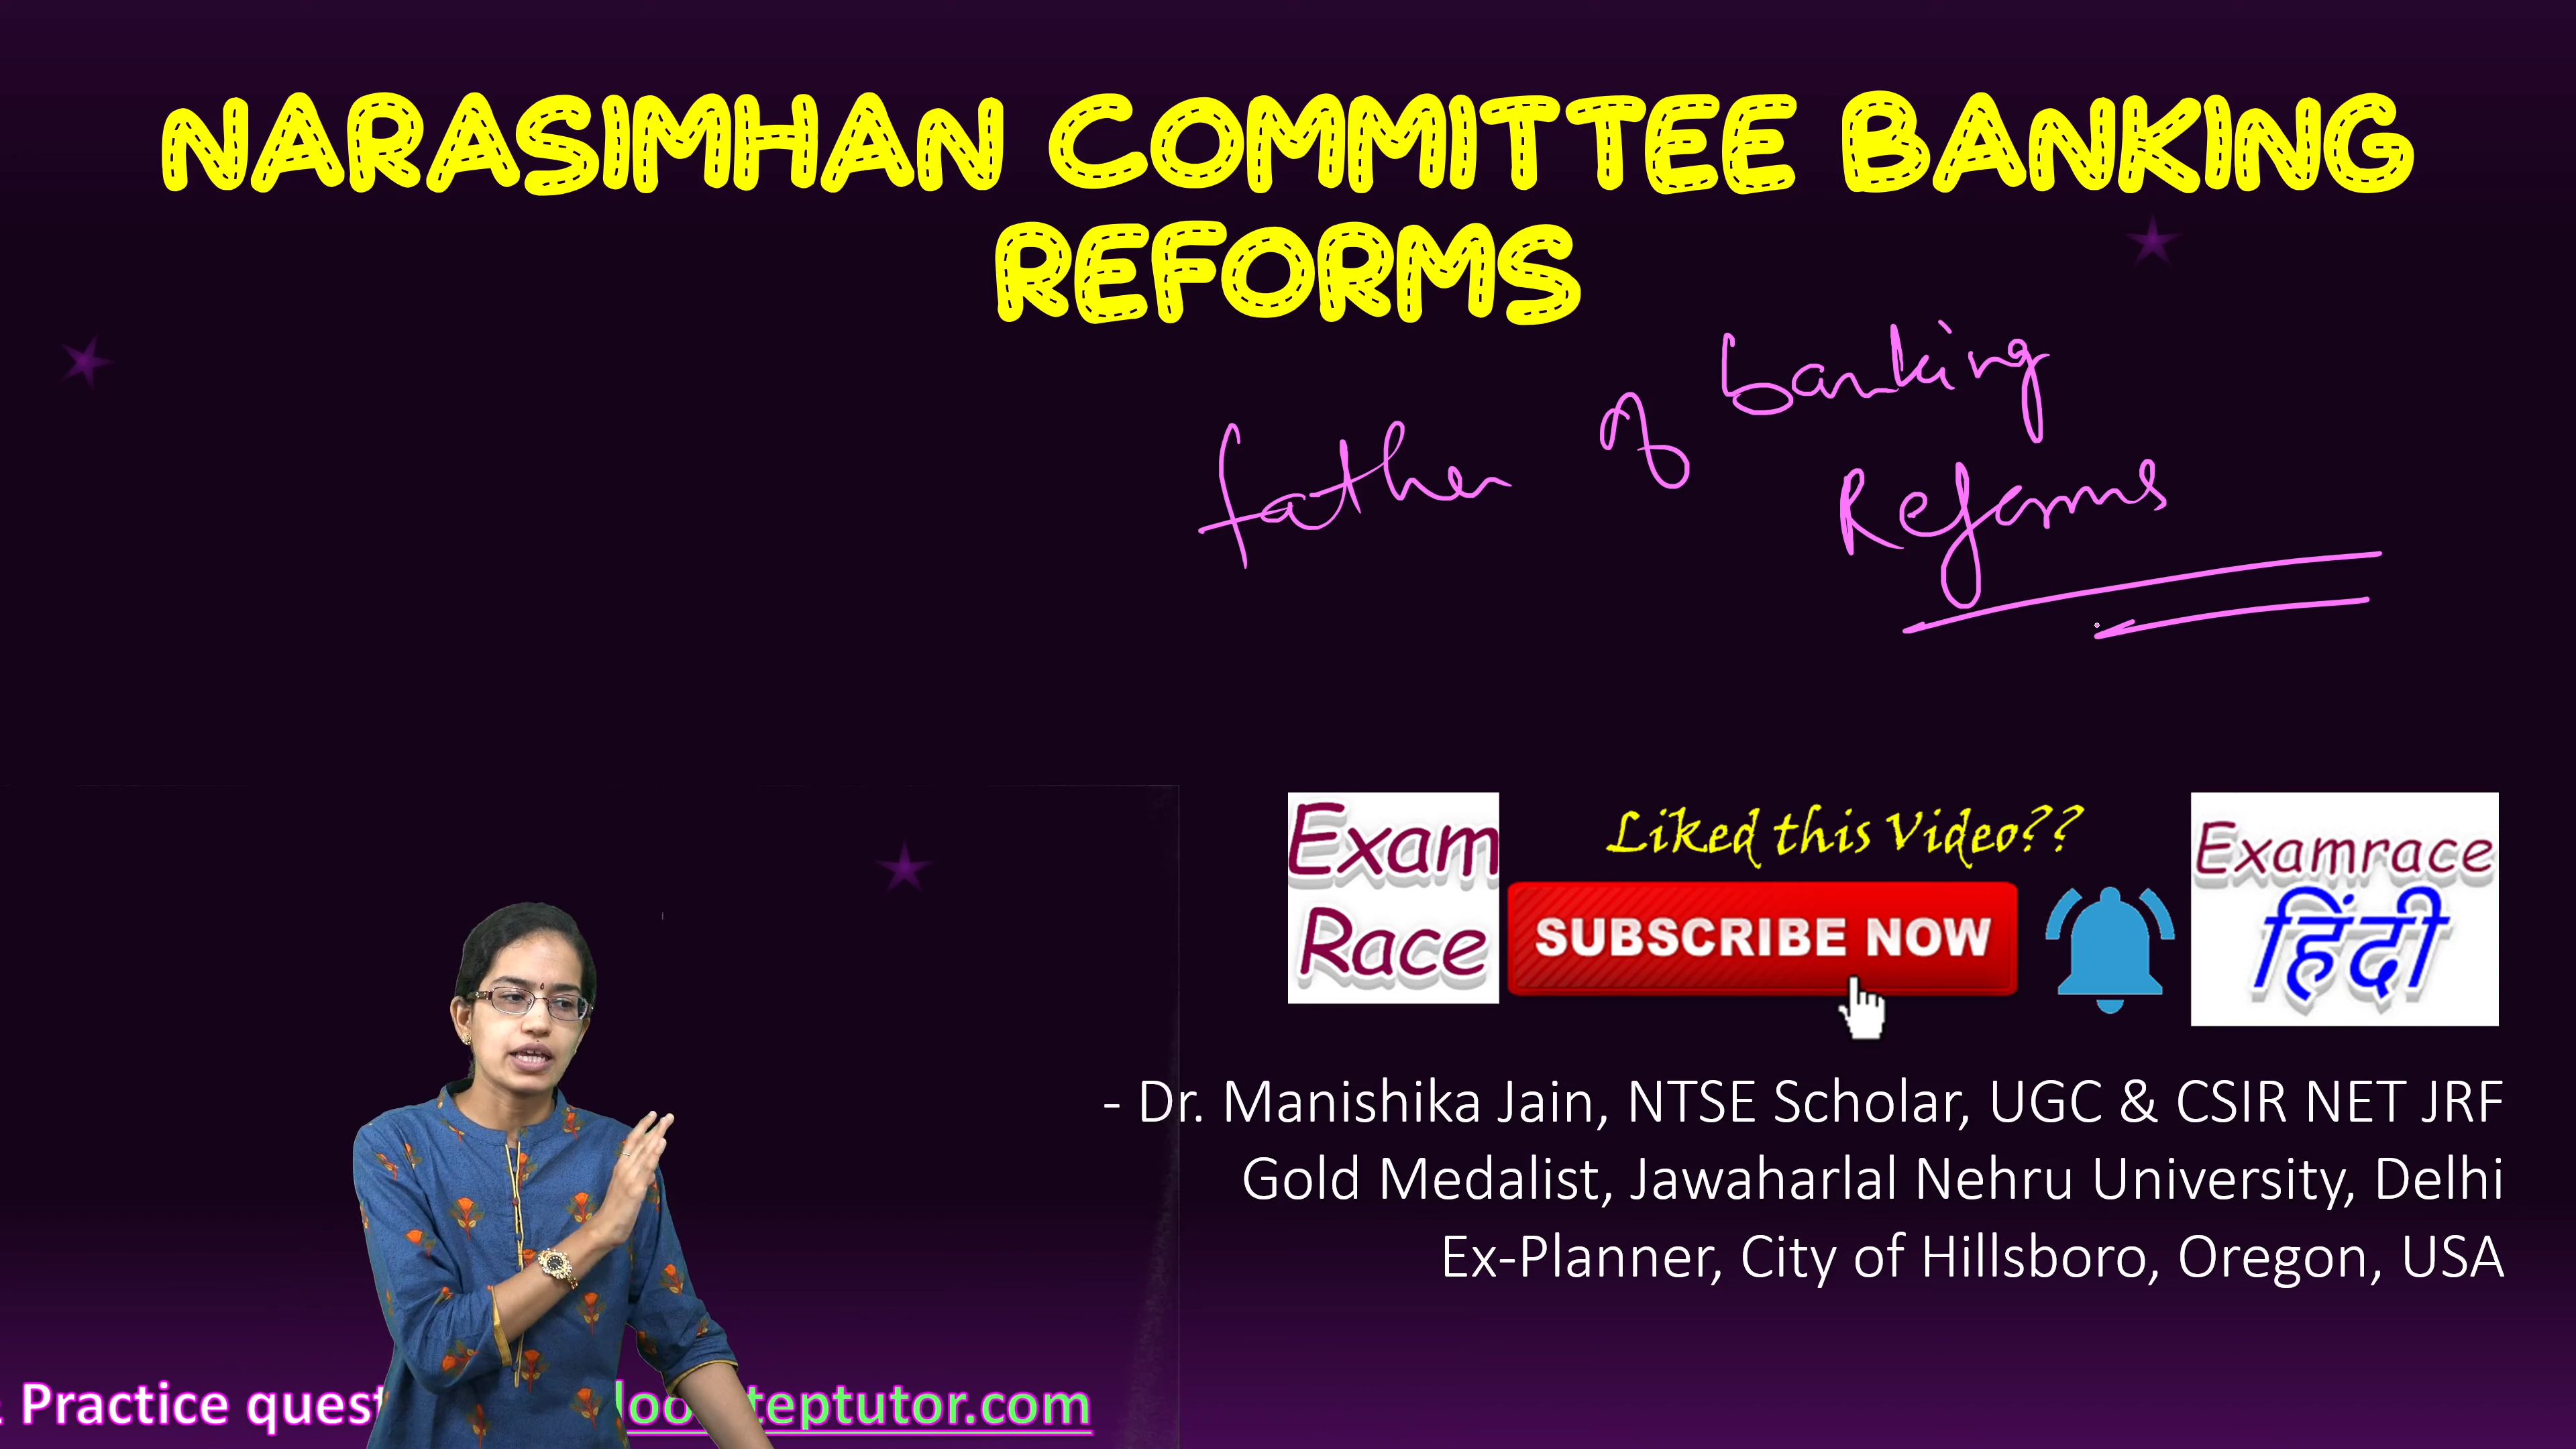 NARASIMHAN COMMITTEE BANKING
REFORMS
father of banking
Reforms
Exam
Race
Liked this Video??
SUBSCRIBE NOW
Examrace
हिंदी
- Dr. Manishika Jain, NTSE Scholar, UGC & CSIR NET JRF
Gold Medalist, Jawaharlal Nehru University, Delhi
Ex-Planner, City of Hillsboro, Oregon, USA
Practice